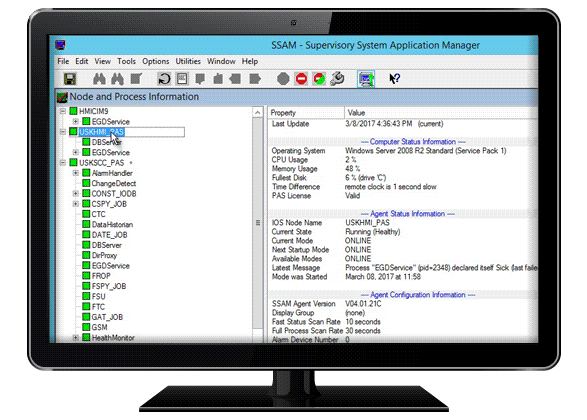 SSAM - Supervisory System Application Manager
File Edit View Tools Options Utilities Window Help
Node and Process Information
HMICIM9
EGDService
USKHMI_PAS
DBServer
EGDService
USKSCC_PAS +
AlarmHandler
ChangeDetect
CONST_IODB
CSPY_JOB
CTC
DataHistorian
DATE_JOB
DBServer
DirProxy
EGDService
FROP
FSPY_JOB
FSU
FTC
GAT_JOB
GSM
HealthMonitor
Property Value
Last Update 3/8/2017 4:36:43 PM (current)
--- Computer Status Information ---
Operating System Windows Server 2008 R2 Standard (Service Pack 1)
CPU Usage 2 %
Memory Usage 48 %
Fullest Disk 6 % (drive 'C')
Time Difference remote clock is 1 second slow
PAS License Valid
--- Agent Status Information ---
IOS Node Name USKHMI_PAS
Current State Running (Healthy)
Current Mode ONLINE
Next Startup Mode ONLINE
Available Modes ONLINE
Latest Message Process "EGDService" (pid=2348) declared itself Sick (last faile
Mode was Started March 08, 2017 at 11:58
--- Agent Configuration Information ---
SSAM Agent Version V04.01.21C
Display Group (none)
Fast Status Scan Rate 10 seconds
Full Process Scan Rate 30 seconds
Alarm Device Number 0